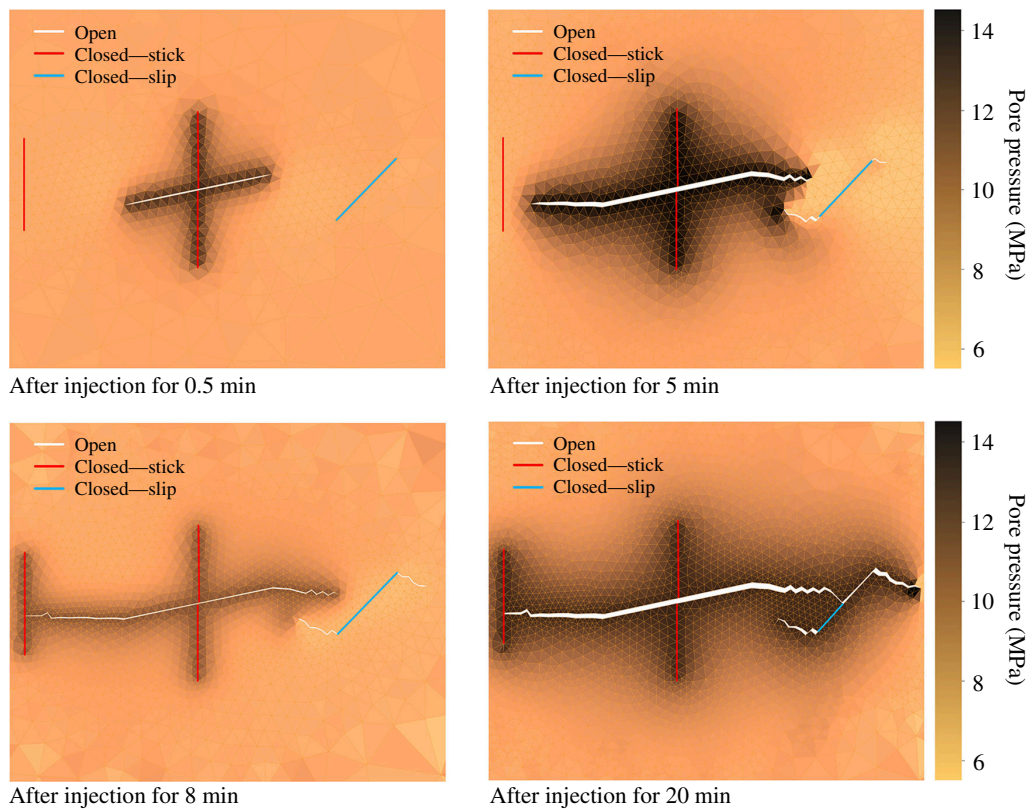 Open
Closed—stick
Closed—slip
After injection for 0.5 min
Open
Closed—stick
Closed—slip
After injection for 5 min
14
12
10
8
6
Pore pressure (MPa)
Open
Closed—stick
Closed—slip
After injection for 8 min
Open
Closed—stick
Closed—slip
After injection for 20 min
14
12
10
8
6
Pore pressure (MPa)